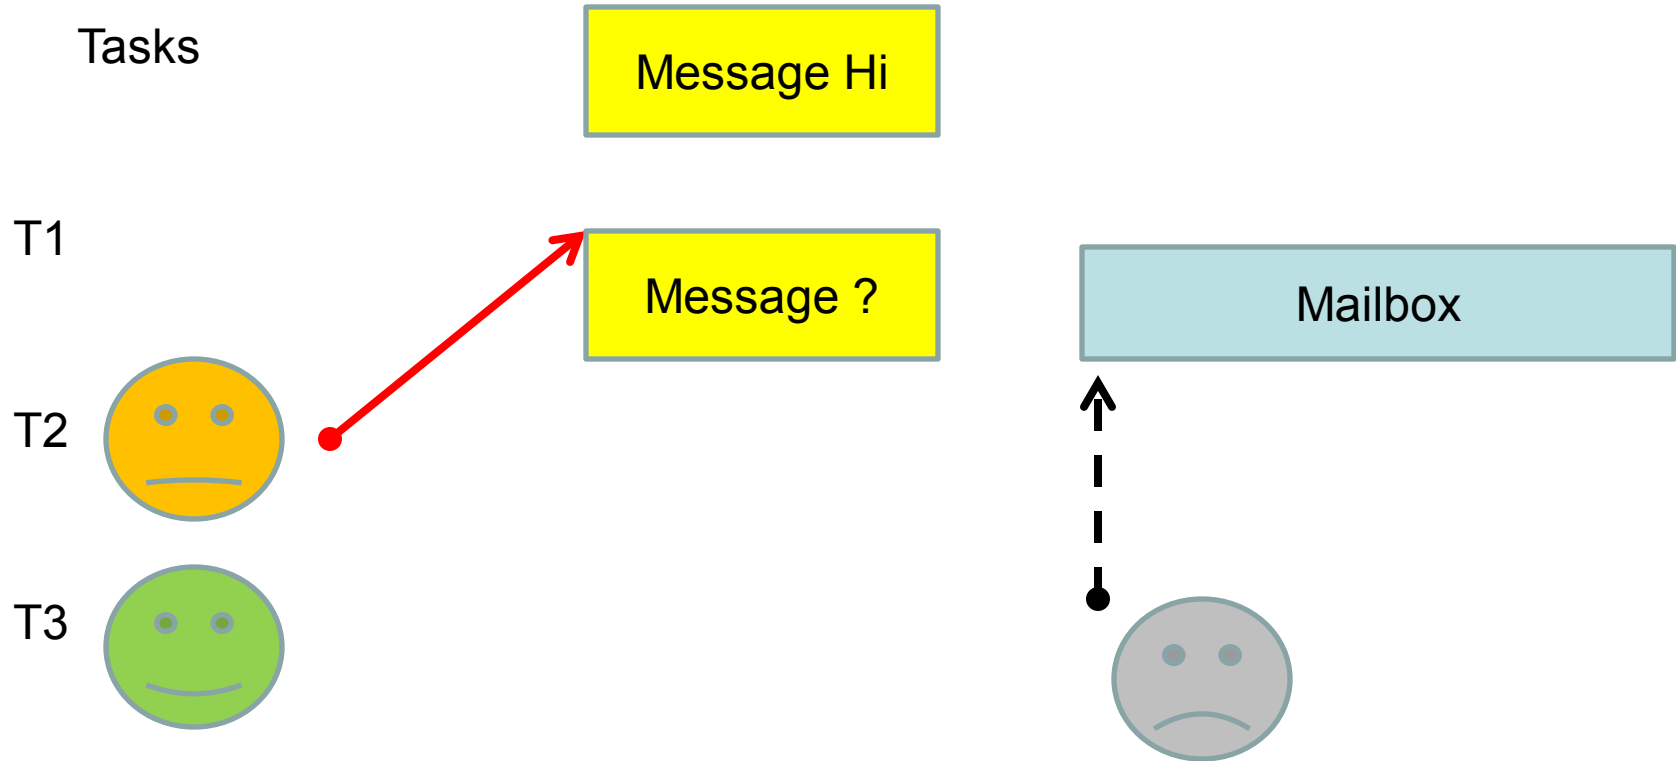 Tasks
Message Hi
T1
Message ?
Mailbox
T2
T3